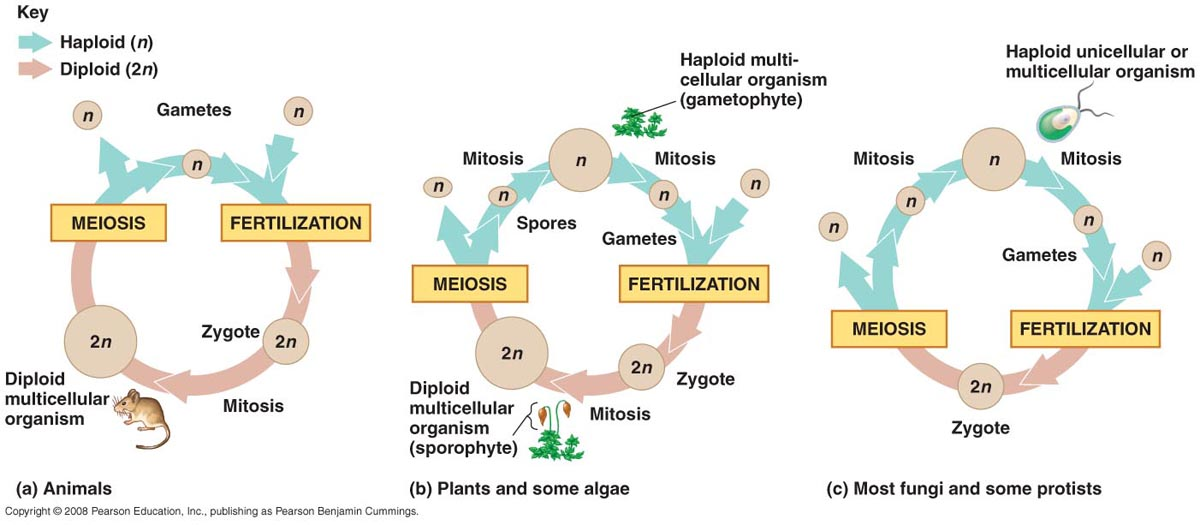 Key
Haploid (n)
Diploid (2n)
n
Gametes
n
n
MEIOSIS
FERTILIZATION
2n
Zygote
2n
Diploid
multicellular
organism
Mitosis
(a) Animals
Haploid multi-
cellular organism
(gametophyte)
Mitosis
n
Mitosis
n
n
n
n
Spores
Gametes
MEIOSIS
FERTILIZATION
2n
2n
Zygote
Diploid
multicellular
organism
(sporophyte)
Mitosis
(b) Plants and some algae
Haploid unicellular or
multicellular organism
Mitosis
n
Mitosis
n
n
n
Gametes
n
MEIOSIS
FERTILIZATION
2n
Zygote
(c) Most fungi and some protists
Copyright © 2008 Pearson Education, Inc., publishing as Pearson Benjamin Cummings.